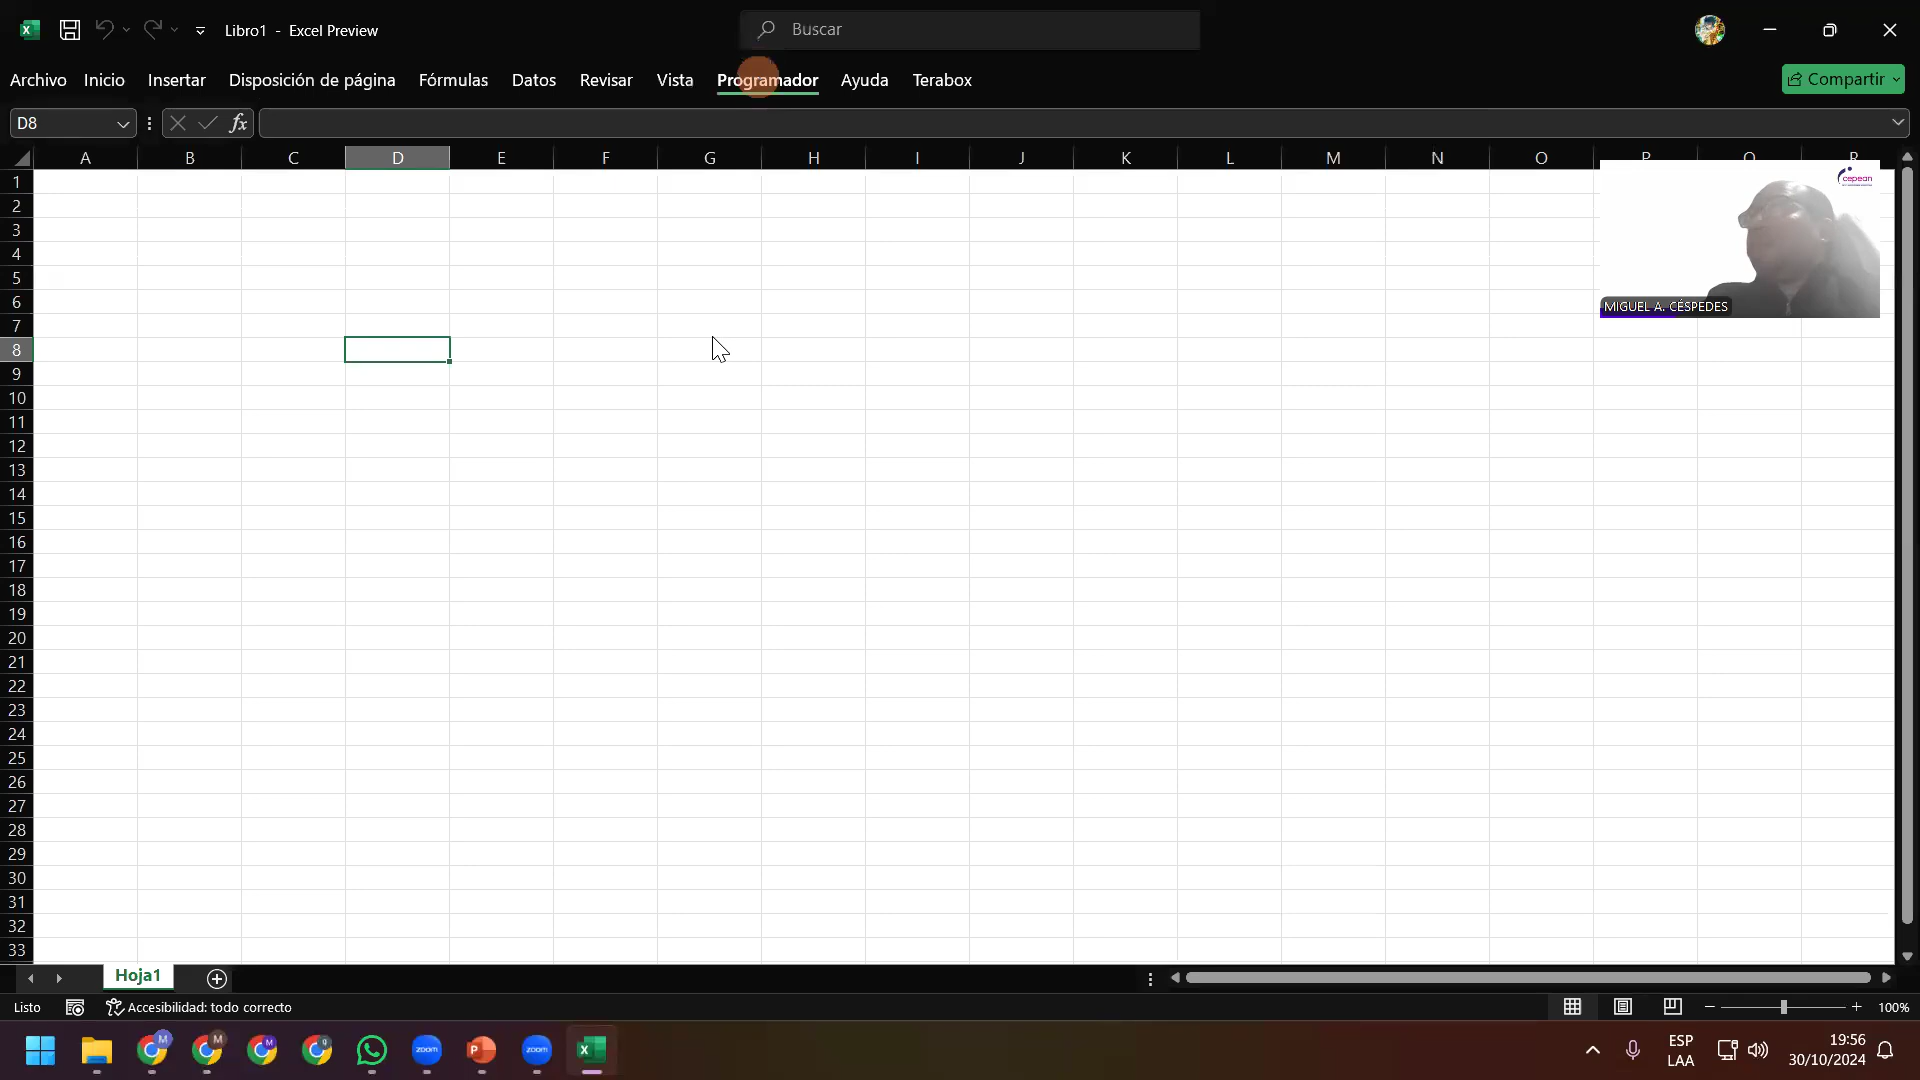 Libro1 - Excel Preview
Buscar
Archivo Inicio Insertar Disposición de página Fórmulas Datos Revisar Vista Programador Ayuda Terabox
Compartir
D8
fx
A B C D E F G H I J K L M N O P Q R
cepean
MIGUEL A. CÉSPEDES
1
2
3
4
5
6
7
8
9
10
11
12
13
14
15
16
17
18
19
20
21
22
23
24
25
26
27
28
29
30
31
32
33
Hoja1
Listo
Accesibilidad: todo correcto
100%
M M M q zoom P zoom X
ESP
LAA
19:56
30/10/2024